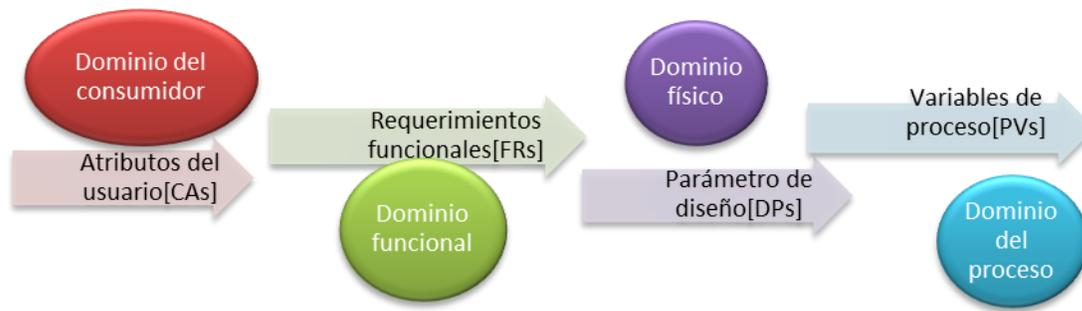 Dominio del
consumidor
Atributos del
usuario[CAs]
Requerimientos
funcionales[FRs]
Dominio
funcional
Dominio
físico
Parámetro de
diseño[DPs]
Variables de
proceso[PVs]
Dominio
del
proceso